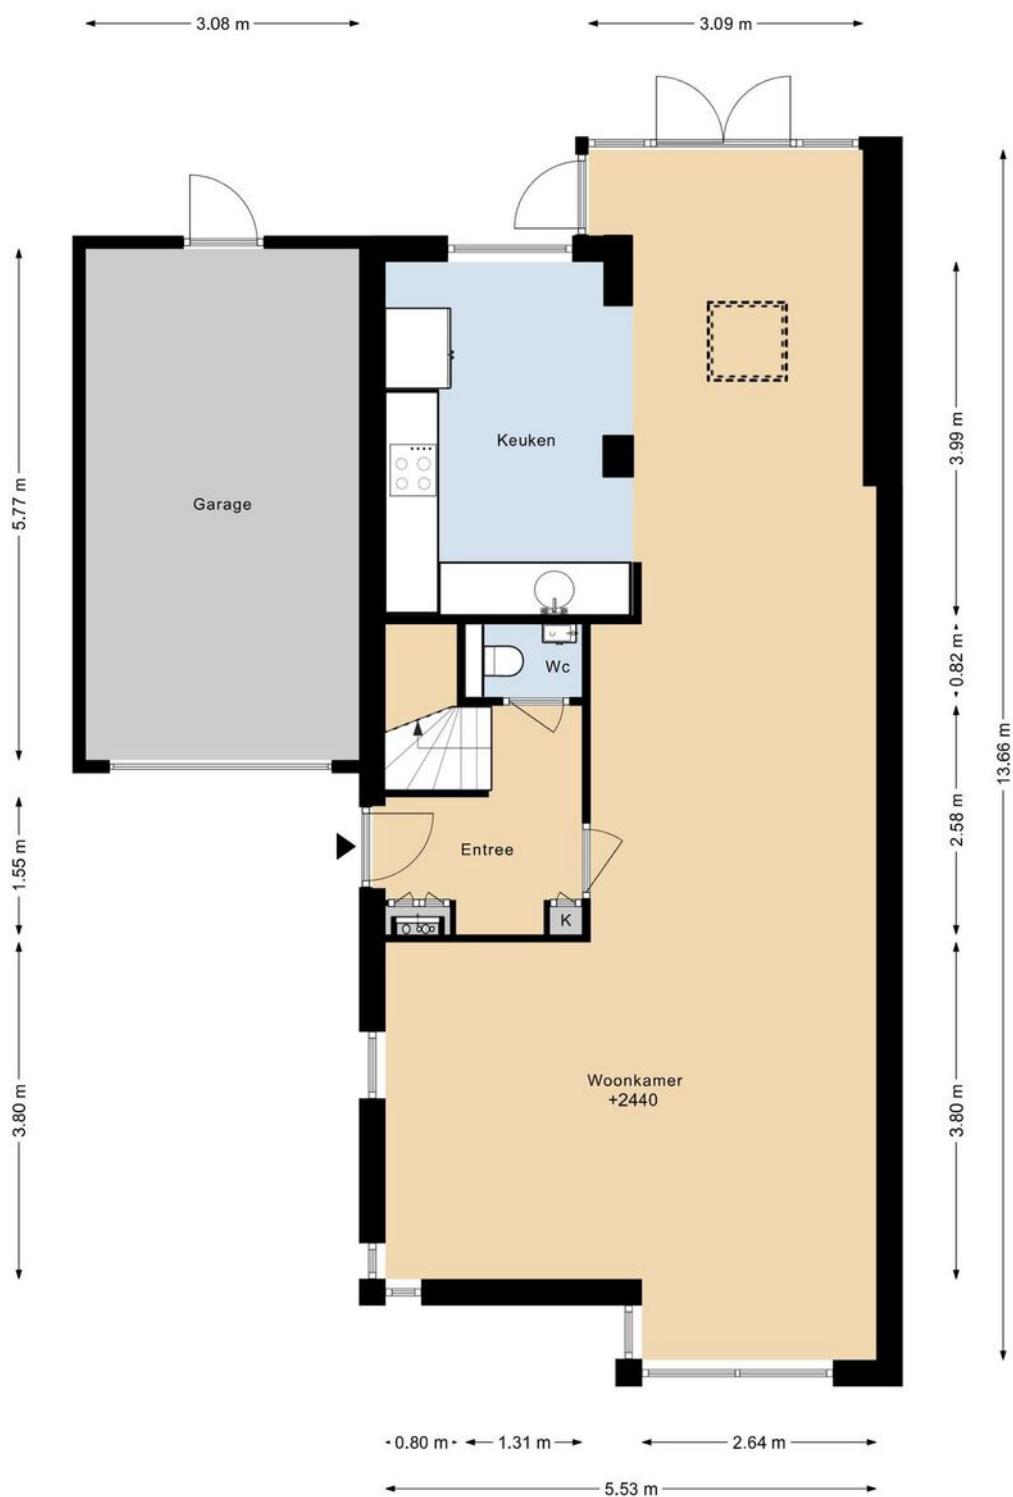 3.08 m
3.09 m
Keuken
3.99 m
Garage
5.77 m
0.82 m
Wc
13.66 m
2.58 m
1.55 m
Entree
K
Woonkamer
+2440
3.80 m
3.80 m
0.80 m
1.31 m
2.64 m
5.53 m